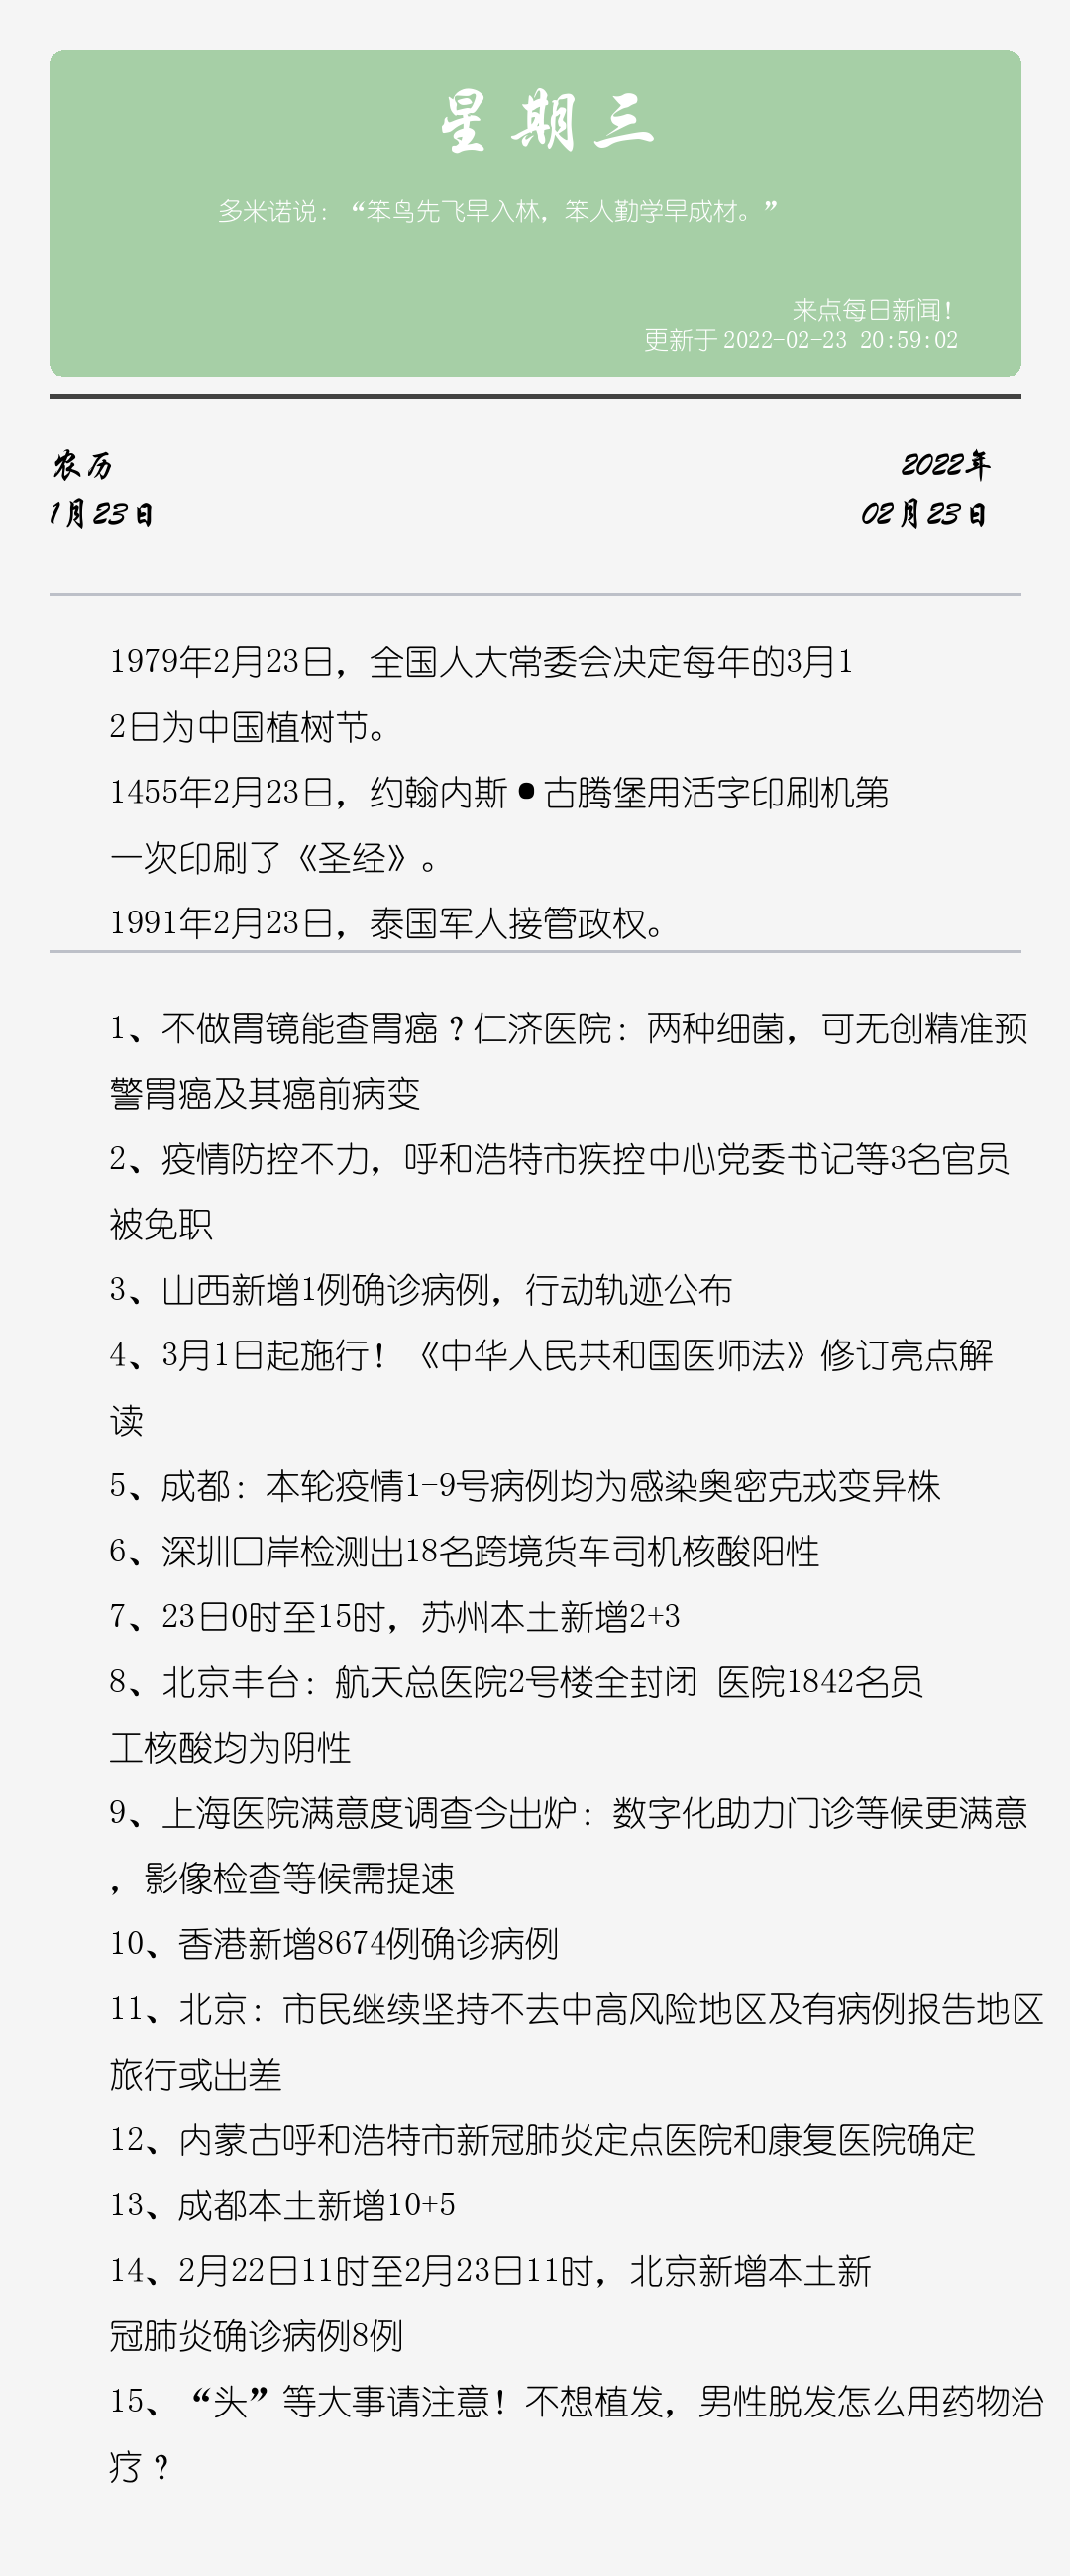 星期三
多米诺说：“笨鸟先飞早入林，笨人勤学早成材。”
来点每日新闻！
更新于 2022-02-23 20:59:02
农历
2022年
1月23日
02月23日
1979年2月23日，全国人大常委会决定每年的3月1
2日为中国植树节。
1455年2月23日，约翰内斯•古腾堡用活字印刷机第
一次印刷了《圣经》。
1991年2月23日，泰国军人接管政权。
1、不做胃镜能查胃癌？仁济医院：两种细菌，可无创精准预
警胃癌及其癌前病变
2、疫情防控不力，呼和浩特市疾控中心党委书记等3名官员
被免职
3、山西新增1例确诊病例，行动轨迹公布
4、3月1日起施行！《中华人民共和国医师法》修订亮点解
读
5、成都：本轮疫情1-9号病例均为感染奥密克戎变异株
6、深圳口岸检测出18名跨境货车司机核酸阳性
7、23日0时至15时，苏州本土新增2+3
8、北京丰台：航天总医院2号楼全封闭 医院1842名员
工核酸均为阴性
9、上海医院满意度调查今出炉：数字化助力门诊等候更满意
，影像检查等候需提速
10、香港新增8674例确诊病例
11、北京：市民继续坚持不去中高风险地区及有病例报告地区
旅行或出差
12、内蒙古呼和浩特市新冠肺炎定点医院和康复医院确定
13、成都本土新增10+5
14、2月22日11时至2月23日11时，北京新增本土新
冠肺炎确诊病例8例
15、“头”等大事请注意！不想植发，男性脱发怎么用药物治
疗？